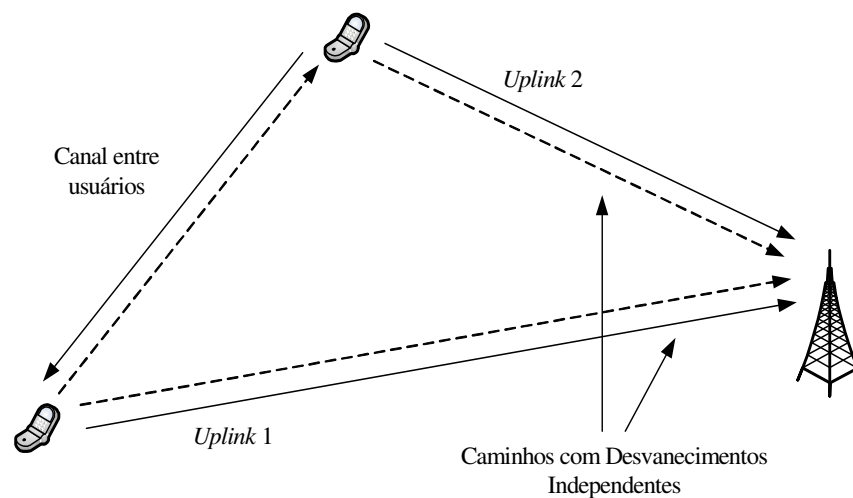 Uplink 2
Canal entre
usuários
Uplink 1
Caminhos com Desvanecimentos
Independentes